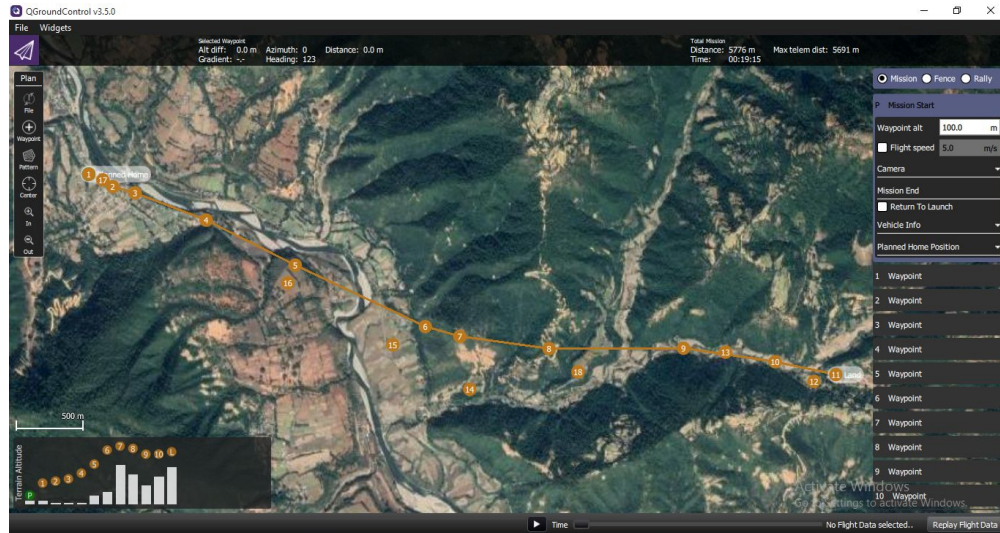 QGroundControl v3.5.0
File Widgets
Selected Waypoint
Alt diff: 0.0 m Azimuth: 0 Distance: 0.0 m
Gradient: -.- Heading: 123
Total Mission
Distance: 5776 m Max telem dist: 5691 m
Time: 00:19:15
Plan
File
Waypoint
Pattern
Center
In
Out
Mission Fence Rally
P Mission Start
Waypoint alt 100.0 m
Flight speed 5.0 m/s
Camera
Mission End
Return To Launch
Vehicle Info
Planned Home Position
1 Waypoint
2 Waypoint
3 Waypoint
4 Waypoint
5 Waypoint
6 Waypoint
7 Waypoint
8 Waypoint
9 Waypoint
10 Waypoint
1 Home
17
2
3
4
5
16
6
7
15
8
9
13
10
18
14
12
11 Land
500 m
Terrain Altitude
P 1 2 3 4 5 6 7 8 9 10 L
Activate Windows
Go to Settings to activate Windows.
Time
No Flight Data selected..
Replay Flight Data